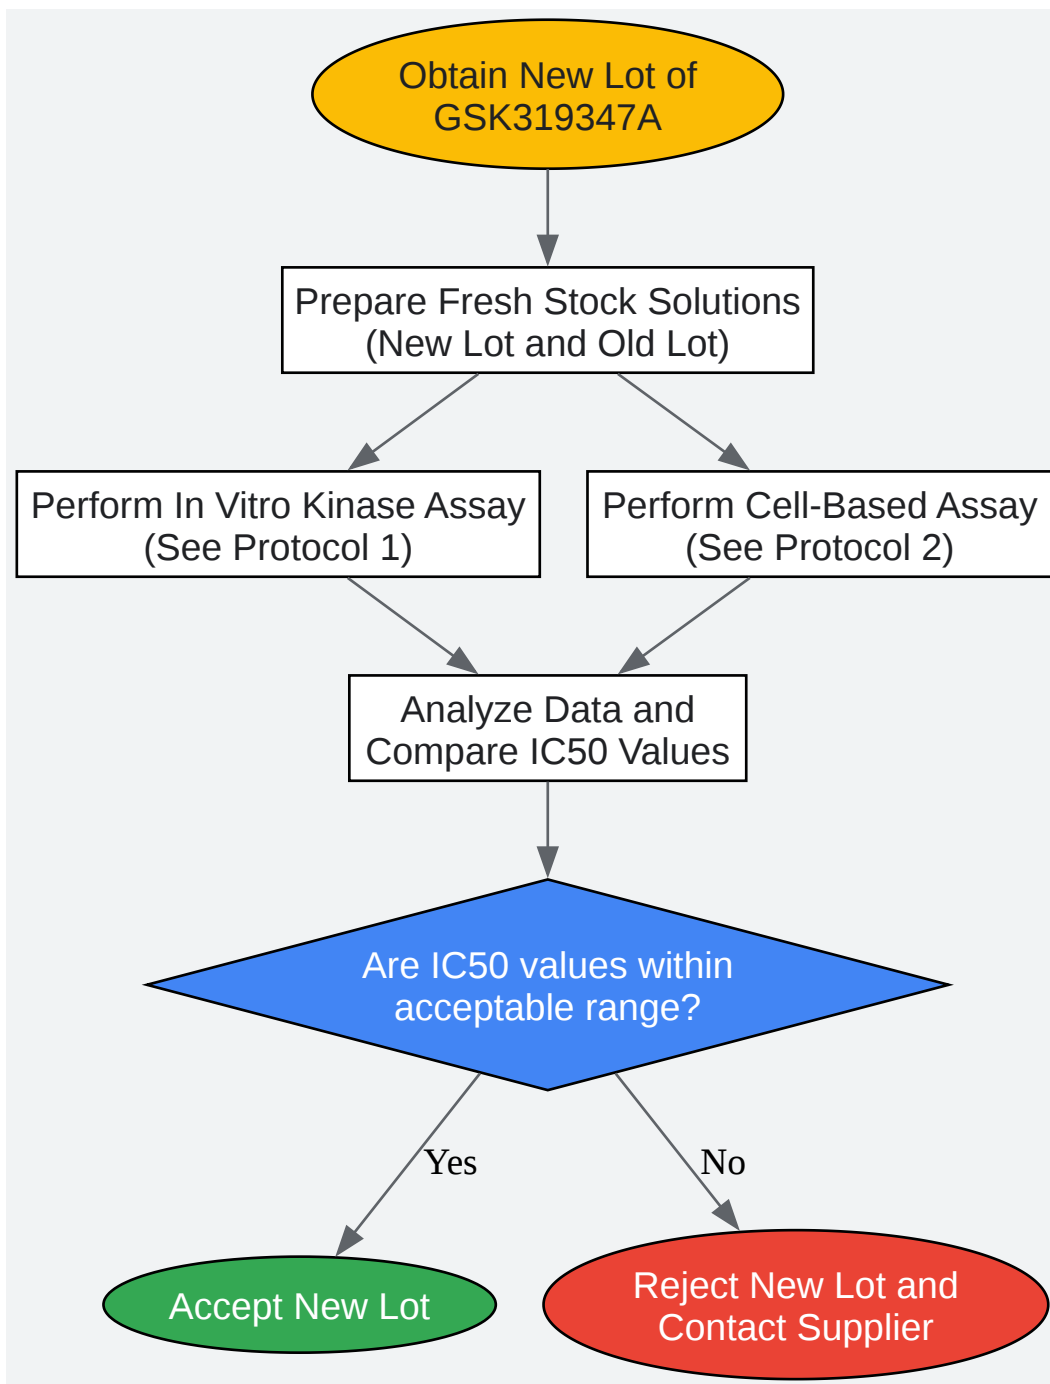 Obtain New Lot of
GSK319347A
Prepare Fresh Stock Solutions
(New Lot and Old Lot)
Perform In Vitro Kinase Assay
(See Protocol 1)
Perform Cell-Based Assay
(See Protocol 2)
Analyze Data and
Compare IC50 Values
Are IC50 values within
acceptable range?
Yes
No
Accept New Lot
Reject New Lot and
Contact Supplier